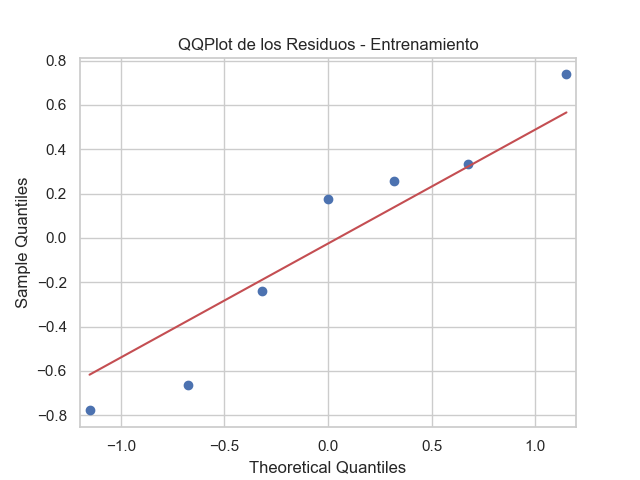 QQPlot de los Residuos - Entrenamiento
0.8
0.6
0.4
0.2
0.0
−0.2
−0.4
−0.6
−0.8
Sample Quantiles
−1.0 −0.5 0.0 0.5 1.0
Theoretical Quantiles